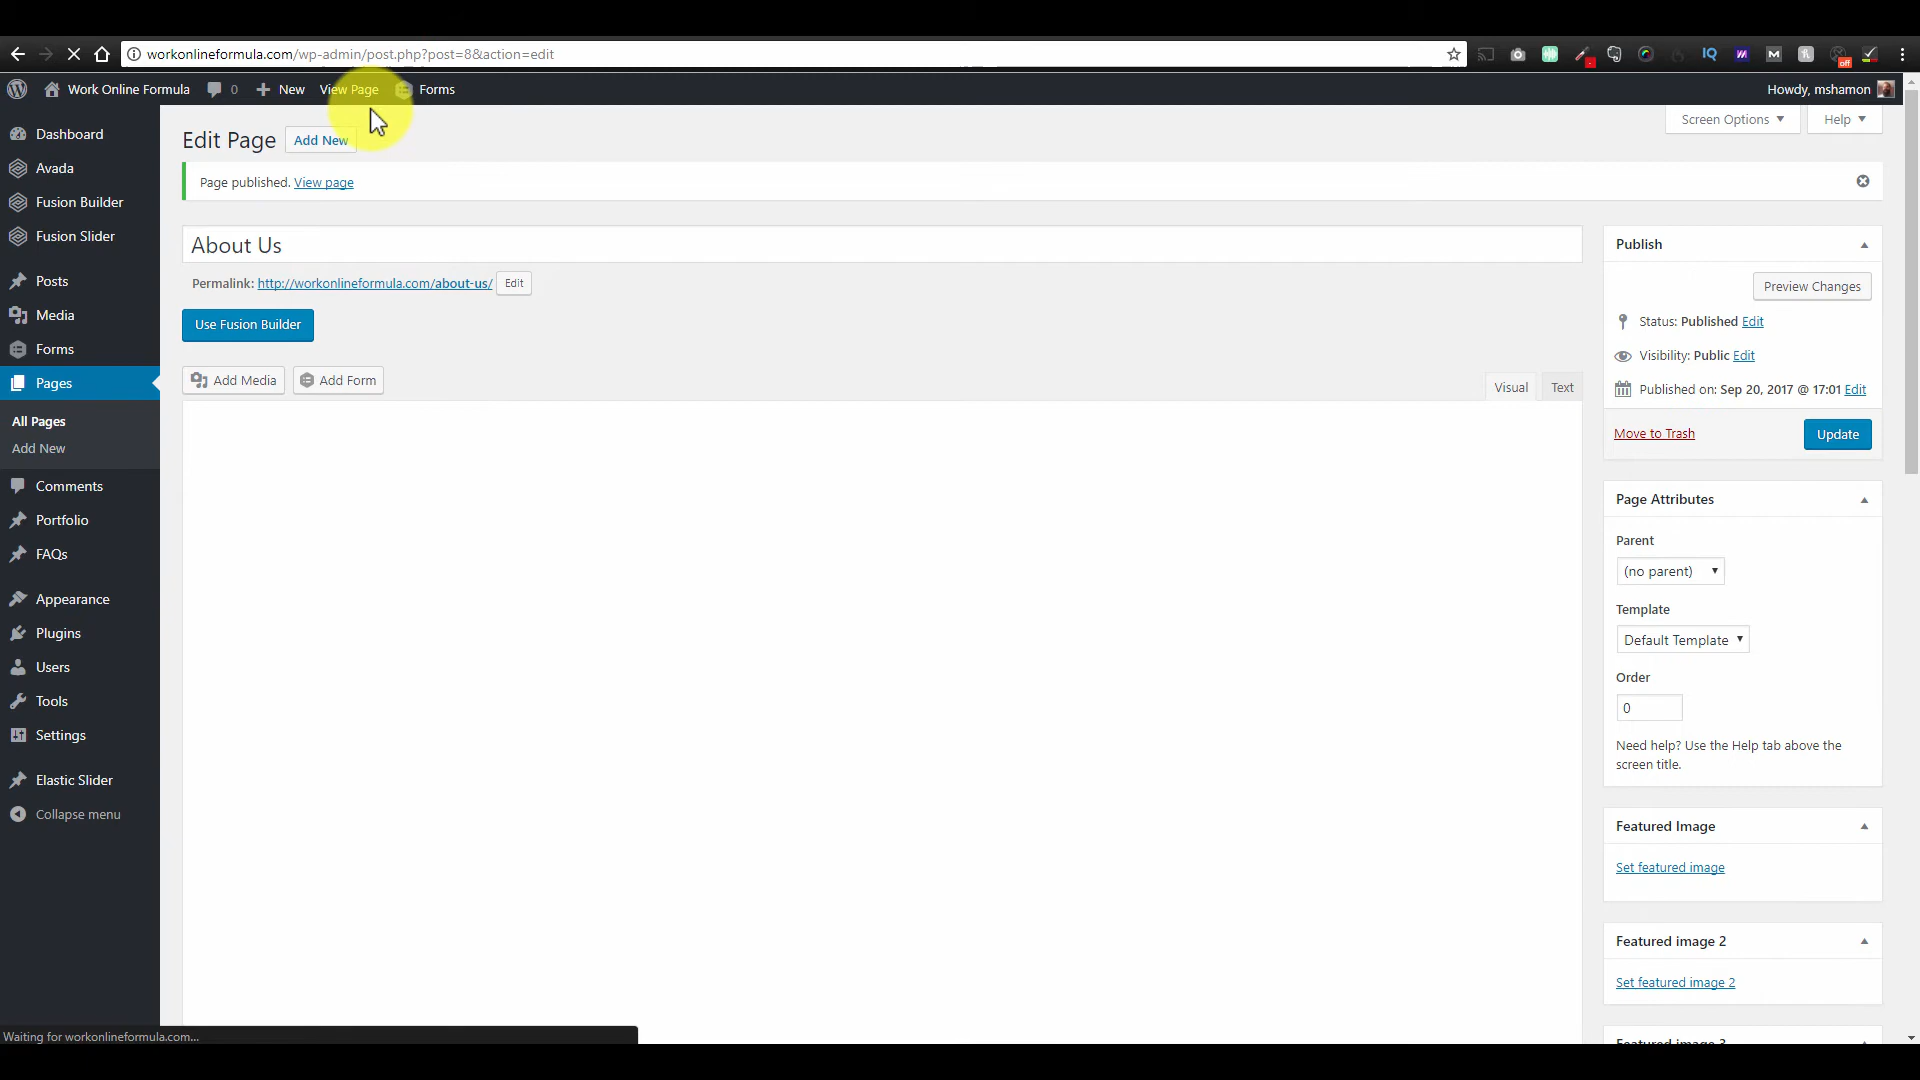 workonlineformula.com/wp-admin/post.php?post=8&action=edit
Work Online Formula
0
New
View Page
Forms
Howdy, mshamon
Screen Options
Help
Edit Page
Add New
Page published. View page
About Us
Permalink: http://workonlineformula.com/about-us/ Edit
Use Fusion Builder
Add Media
Add Form
Visual
Text
Dashboard
Avada
Fusion Builder
Fusion Slider
Posts
Media
Forms
Pages
All Pages
Add New
Comments
Portfolio
FAQs
Appearance
Plugins
Users
Tools
Settings
Elastic Slider
Collapse menu
Publish
Preview Changes
Status: Published Edit
Visibility: Public Edit
Published on: Sep 20, 2017 @ 17:01 Edit
Move to Trash
Update
Page Attributes
Parent
(no parent)
Template
Default Template
Order
0
Need help? Use the Help tab above the
screen title.
Featured Image
Set featured image
Featured image 2
Set featured image 2
Featured image 3
Waiting for workonlineformula.com...
IQ
M
off